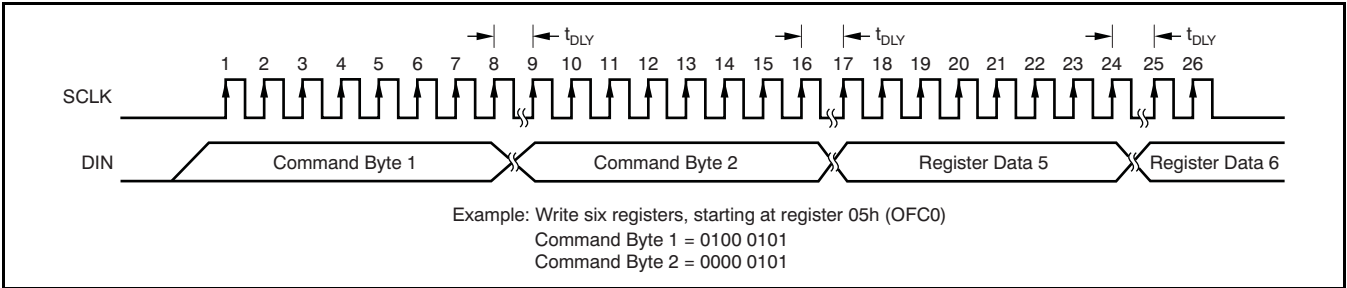 t_DLY t_DLY t_DLY
1 2 3 4 5 6 7 8 9 10 11 12 13 14 15 16 17 18 19 20 21 22 23 24 25 26
SCLK
DIN Command Byte 1 Command Byte 2 Register Data 5 Register Data 6
Example: Write six registers, starting at register 05h (OFC0)
Command Byte 1 = 0100 0101
Command Byte 2 = 0000 0101